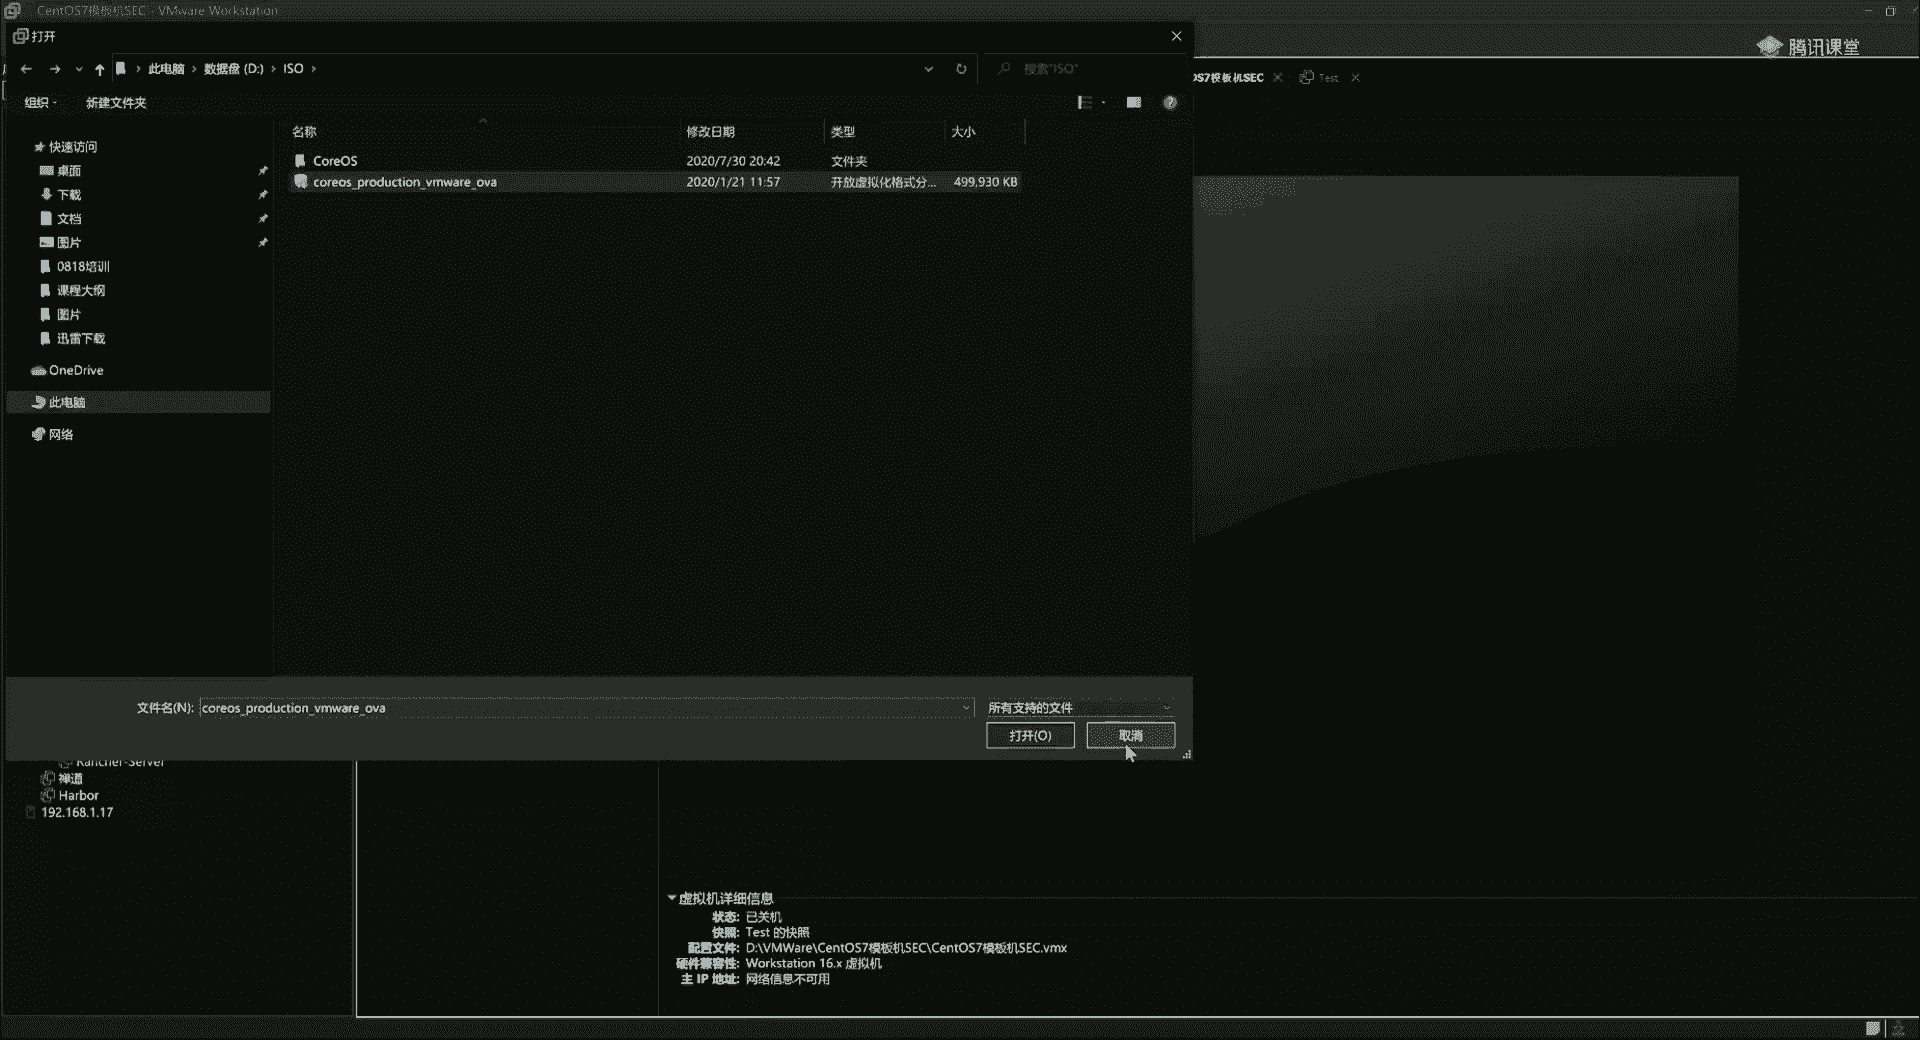 CentOS7模板机SEC - VMware Workstation
打开
腾讯课堂
此电脑 › 数据盘 (D:) › ISO ›
搜索"ISO"
OS7模板机SEC
Test
组织
新建文件夹
名称 修改日期 类型 大小
CoreOS 2020/7/30 20:42 文件夹
coreos_production_vmware_ova 2020/1/21 11:57 开放虚拟化格式分... 499,930 KB
快速访问
桌面
下载
文档
图片
0818培训
课程大纲
图片
迅雷下载
OneDrive
此电脑
网络
文件名(N): coreos_production_vmware_ova
所有支持的文件
打开(O)
取消
Rancher-Server
禅道
Harbor
192.168.1.17
虚拟机详细信息
状态: 已关机
快照: Test 的快照
配置文件: D:\VMWare\CentOS7模板机SEC\CentOS7模板机SEC.vmx
硬件兼容性: Workstation 16.x 虚拟机
主 IP 地址: 网络信息不可用